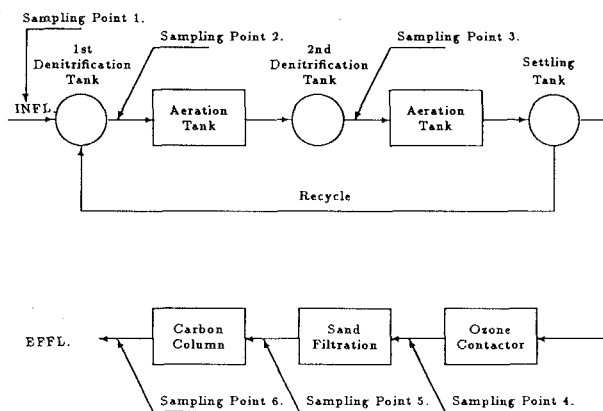 Sampling Point 1.
1st
Denitrification
Tank
Sampling Point 2.
2nd
Denitrification
Tank
Sampling Point 3.
Settling
Tank
INFL.
Aeration
Tank
Aeration
Tank
Recycle
EFFL.
Carbon
Column
Sand
Filtration
Ozone
Contactor
Sampling Point 6.
Sampling Point 5.
Sampling Point 4.